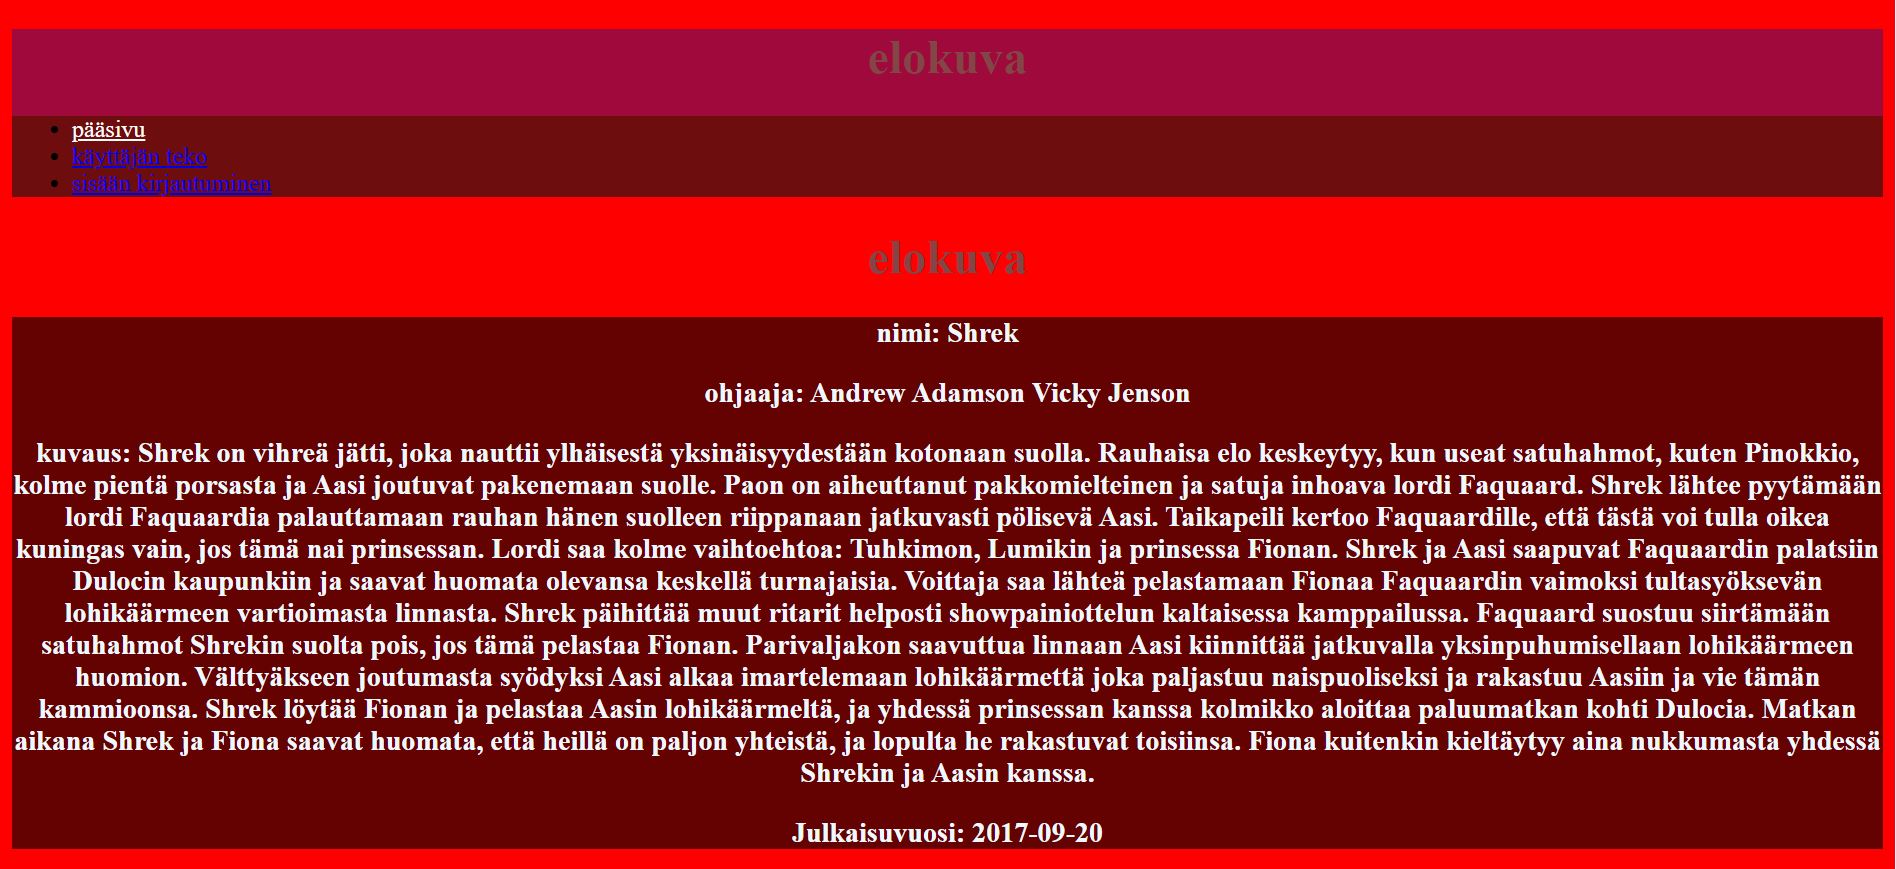 elokuva
pääsivu
käyttäjän teko
sisään kirjautuminen
elokuva
nimi: Shrek
ohjaaja: Andrew Adamson Vicky Jenson
kuvaus: Shrek on vihreä jätti, joka nauttii ylhäisestä yksinäisyydestään kotonaan suolla. Rauhaisa elo keskeytyy, kun useat satuhahmot, kuten Pinokkio,
kolme pientä porsasta ja Aasi joutuvat pakenemaan suolle. Paon on aiheuttanut pakkomielteinen ja satuja inhoava lordi Faquaard. Shrek lähtee pyytämään
lordi Faquaardia palauttamaan rauhan hänen suolleen riippanaan jatkuvasti pölisevä Aasi. Taikapeili kertoo Faquaardille, että tästä voi tulla oikea
kuningas vain, jos tämä nai prinsessan. Lordi saa kolme vaihtoehtoa: Tuhkimon, Lumikin ja prinsessa Fionan. Shrek ja Aasi saapuvat Faquaardin palatsiin
Dulocin kaupunkiin ja saavat huomata olevansa keskellä turnajaisia. Voittaja saa lähteä pelastamaan Fionaa Faquaardin vaimoksi tultasyöksevän
lohikäärmeen vartioimasta linnasta. Shrek päihittää muut ritarit helposti showpainiottelun kaltaisessa kamppailussa. Faquaard suostuu siirtämään
satuhahmot Shrekin suolta pois, jos tämä pelastaa Fionan. Parivaljakon saavuttua linnaan Aasi kiinnittää jatkuvalla yksinpuhumisellaan lohikäärmeen
huomion. Välttyäkseen joutumasta syödyksi Aasi alkaa imartelemaan lohikäärmettä joka paljastuu naispuoliseksi ja rakastuu Aasiin ja vie tämän
kammioonsa. Shrek löytää Fionan ja pelastaa Aasin lohikäärmeltä, ja yhdessä prinsessan kanssa kolmikko aloittaa paluumatkan kohti Dulocia. Matkan
aikana Shrek ja Fiona saavat huomata, että heillä on paljon yhteistä, ja lopulta he rakastuvat toisiinsa. Fiona kuitenkin kieltäytyy aina nukkumasta yhdessä
Shrekin ja Aasin kanssa.
Julkaisuvuosi: 2017-09-20